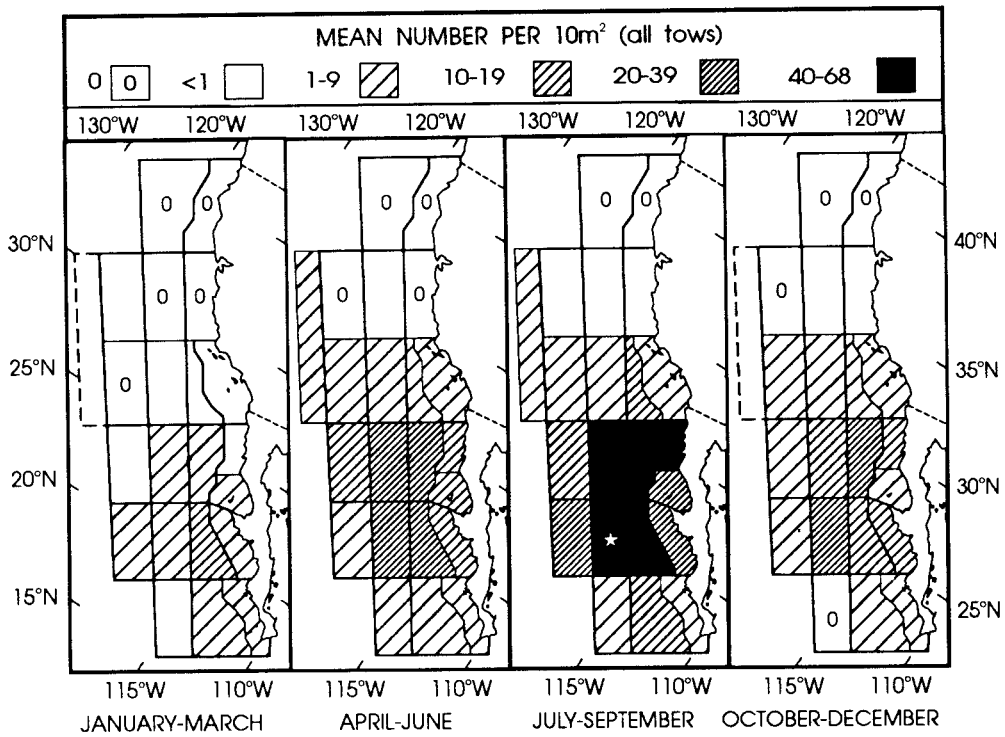 MEAN NUMBER PER 10m² (all tows)
0 0 <1 1-9 10-19 20-39 40-68
130°W 120°W 130°W 120°W 130°W 120°W 130°W 120°W
0 0 0 0 0 0 0 0
30°N 40°N
0 0 0 0 0
25°N 35°N
0
20°N 30°N
15°N 25°N
0
115°W 110°W 115°W 110°W 115°W 110°W 115°W 110°W
JANUARY-MARCH APRIL-JUNE JULY-SEPTEMBER OCTOBER-DECEMBER